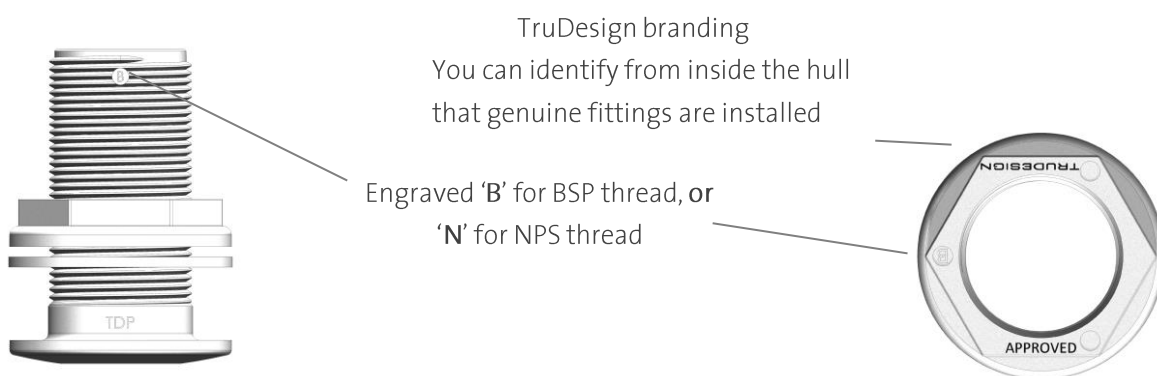 TruDesign branding
You can identify from inside the hull
that genuine fittings are installed
B
Engraved ‘B’ for BSP thread, or
‘N’ for NPS thread
TDP
TRUDESIGN
APPROVED